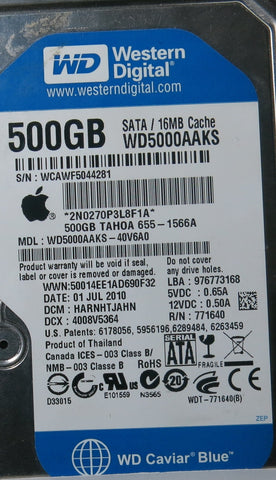 WD Western
Digital®
500GB SATA / 16MB Cache
WD5000AAKS
S/N : WCAWF5044281
*2N0270P3L8F1A*
500GB TAHOA 655-1566A
MDL : WD5000AAKS-40V6A0
Product warranty will be void if seal,
label or cover is removed or damaged.
Do not cover
any drive holes.
WWN:50014EE1AD690F32
DATE: 01 JUL 2010
DCM: HARNHTJAHN
DCX: 4008V5364
LBA: 976773168
5VDC : 0.65A
12VDC : 0.50A
R/N : 771640
U.S. Patents: 6178056, 5956196,6289484, 6263459
Product of Thailand
Canada ICES-003 Class B/
NMB-003 Classe B
RoHS
SERIAL
ATA
FRAGILE
D33015
E101559
N3565
20
WDT-771640(B)
ZEP
WD WD Caviar Blue™